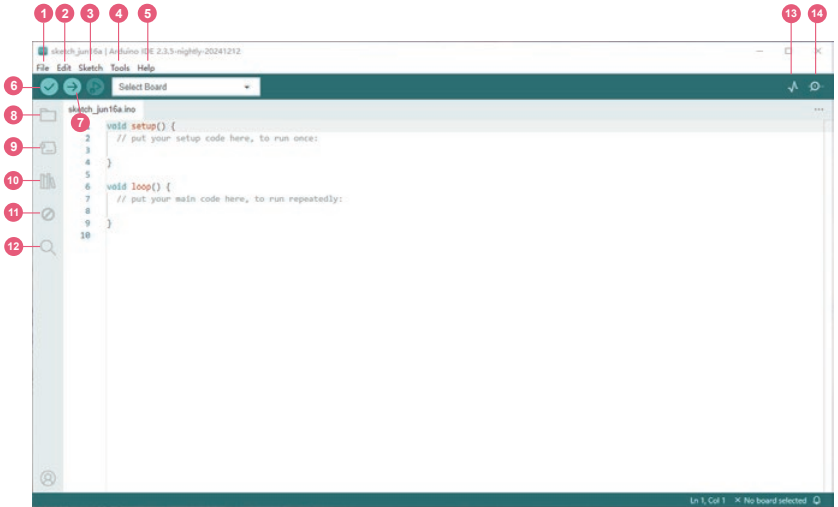 1 2 3 4 5 13 14
sketch_jun16a | Arduino IDE 2.3.5-nightly-20241212
File Edit Sketch Tools Help
6 Select Board
8 sketch_jun16a.ino
7
1 void setup() {
2 // put your setup code here, to run once:
9 3
4 }
5
10 6 void loop() {
7 // put your main code here, to run repeatedly:
11 8
9 }
12 10
Ln 1, Col 1 × No board selected